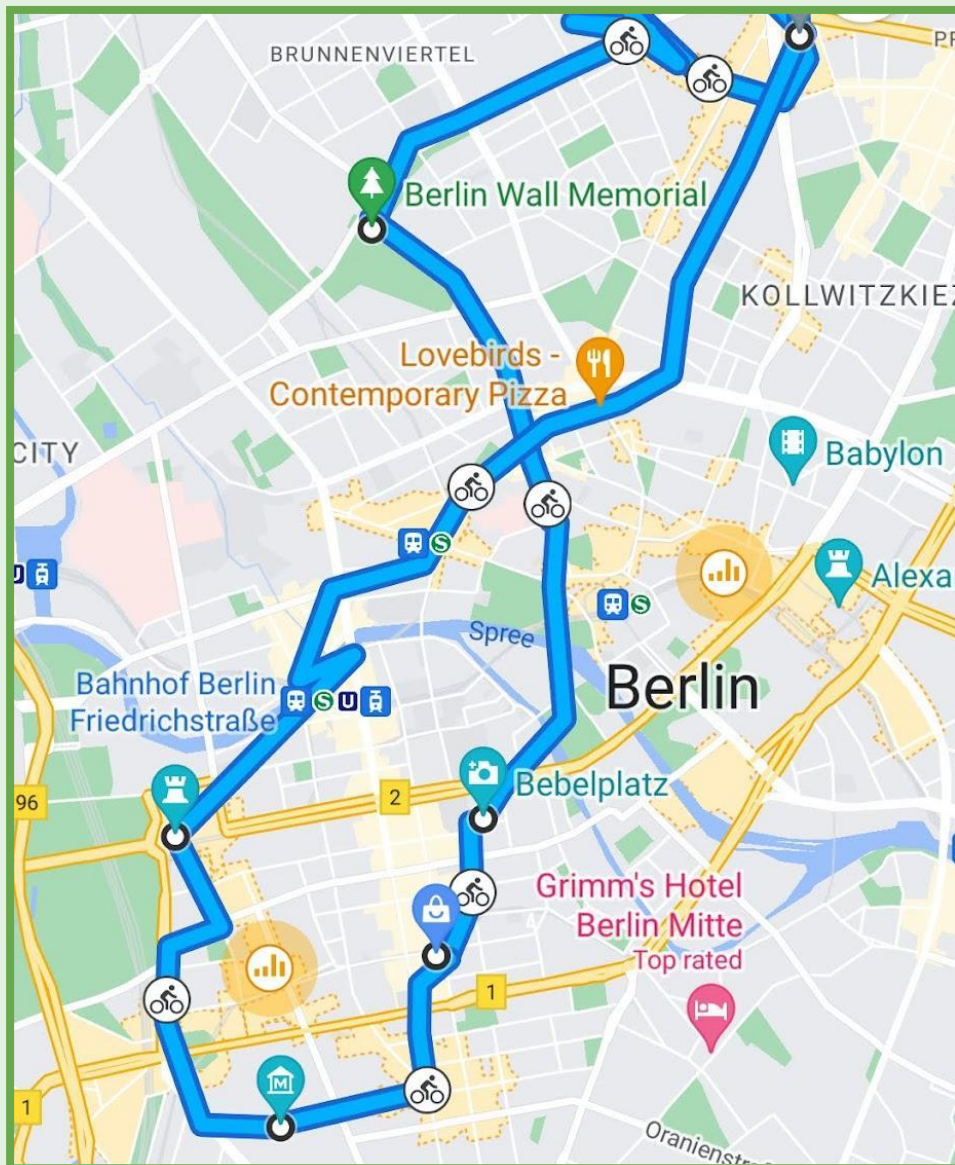 BRUNNENVIERTEL
PR
Berlin Wall Memorial
KOLLWITZKIEZ
Lovebirds -
Contemporary Pizza
CITY
Babylon
S
Alexa
U
S
Spree
Berlin
Bahnhof Berlin
Friedrichstraße
S U
Bebelplatz
2
96
Grimm's Hotel
Berlin Mitte
Top rated
1
M
1
Oranienstr